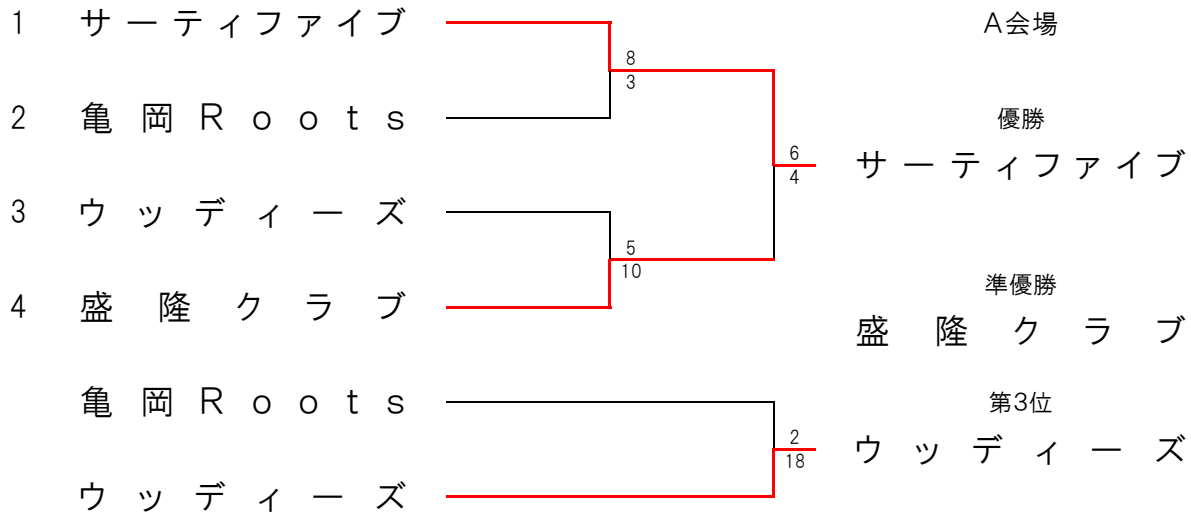 1 サーティファイブ
A会場
8
3
2 亀岡Roots
優勝
6
4
サーティファイブ
3 ウッディーズ
5
10
準優勝
4 盛隆クラブ
盛隆クラブ
亀岡Roots
第3位
2
18
ウッディーズ
ウッディーズ